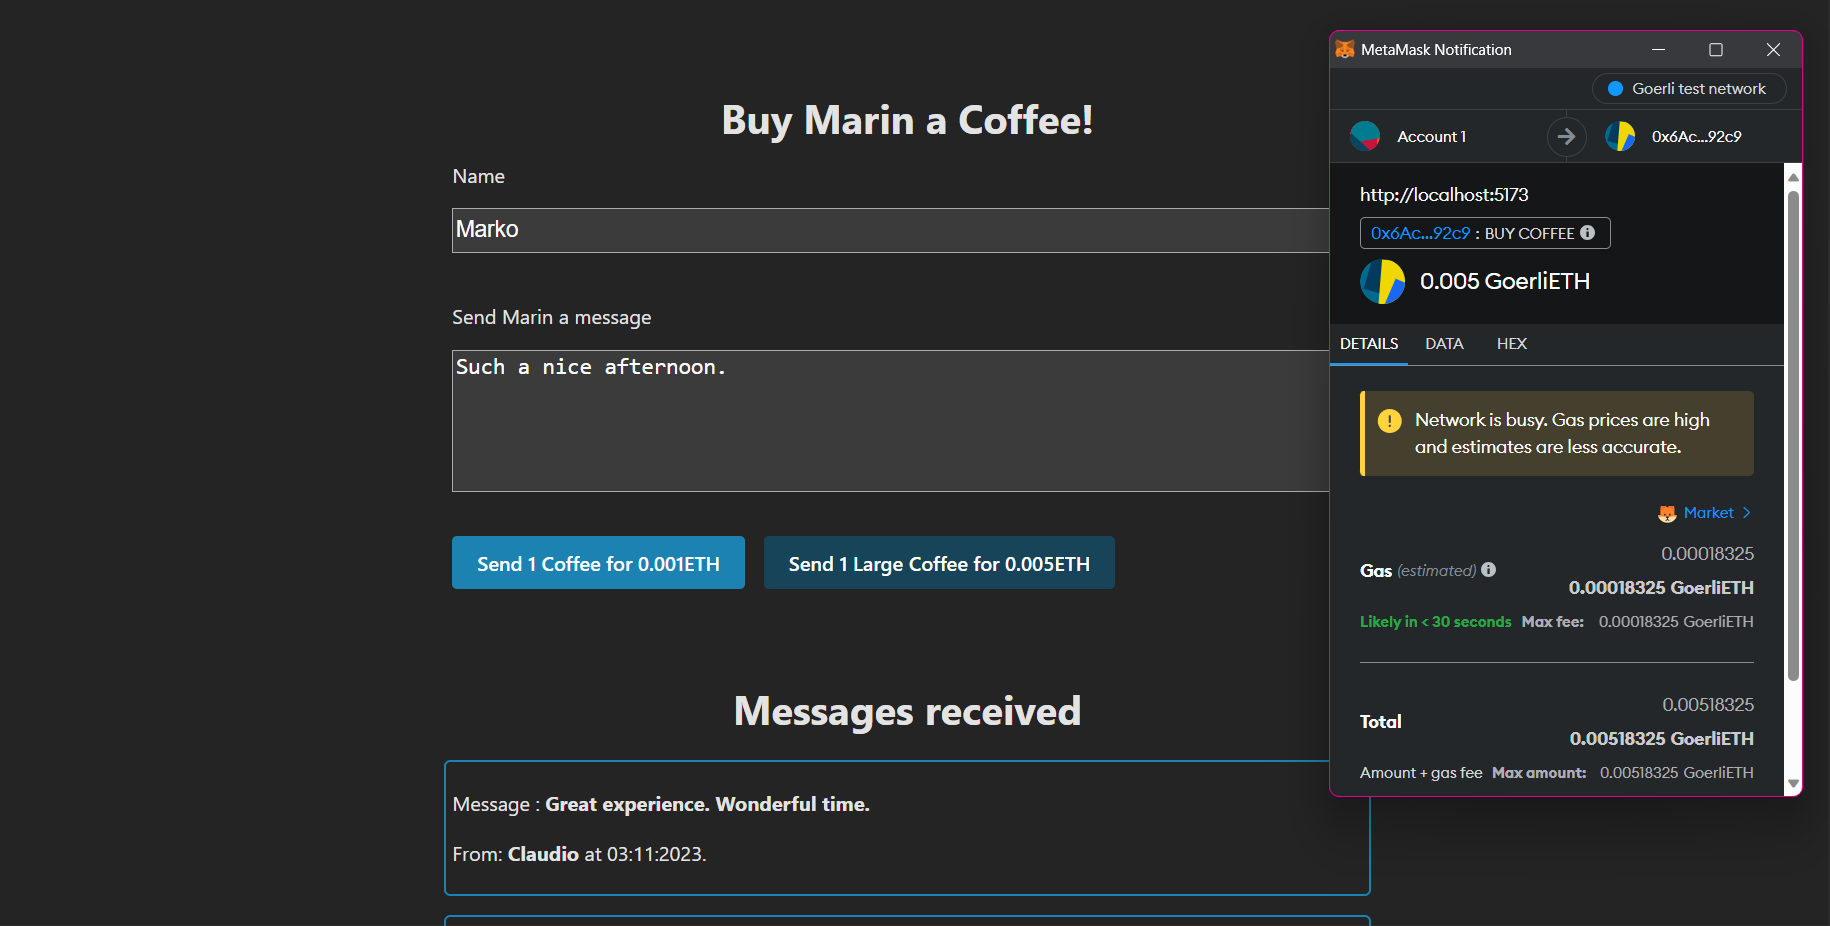 Buy Marin a Coffee!
Name
Marko
Send Marin a message
Such a nice afternoon.
Send 1 Coffee for 0.001ETH
Send 1 Large Coffee for 0.005ETH
Messages received
Message : Great experience. Wonderful time.
From: Claudio at 03:11:2023.
MetaMask Notification
Goerli test network
Account 1
0x6Ac...92c9
http://localhost:5173
0x6Ac...92c9 : BUY COFFEE
0.005 GoerliETH
DETAILS DATA HEX
Network is busy. Gas prices are high
and estimates are less accurate.
Market >
0.00018325
Gas (estimated)
0.00018325 GoerliETH
Likely in < 30 seconds Max fee: 0.00018325 GoerliETH
0.00518325
Total
0.00518325 GoerliETH
Amount + gas fee Max amount: 0.00518325 GoerliETH